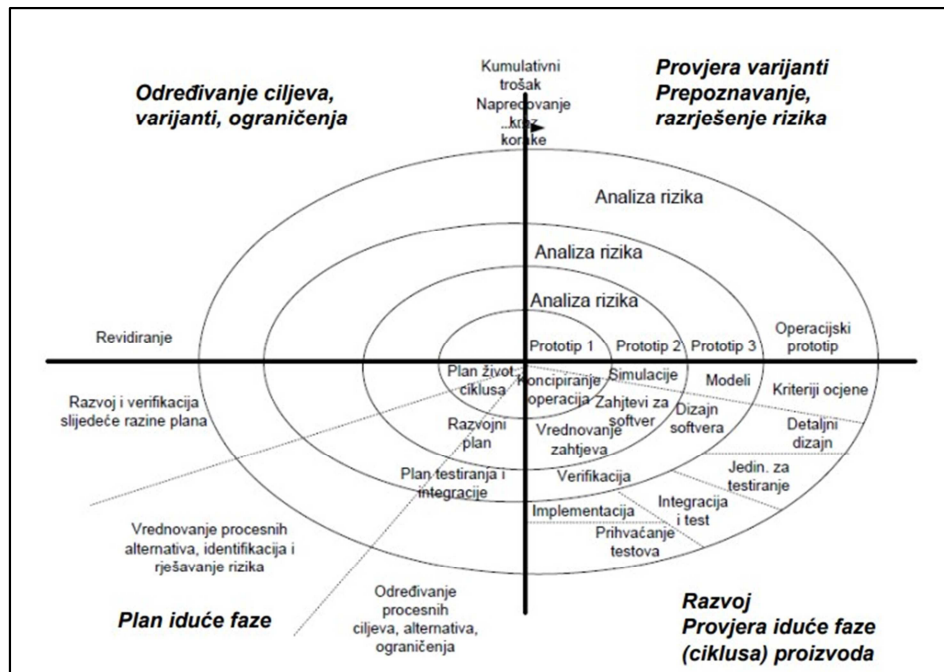 Kumulativni
trošak
Napredovanje
kroz
korake
Određivanje ciljeva,
varijanti, ograničenja
Provjera varijanti
Prepoznavanje,
razrješenje rizika
Analiza rizika
Analiza rizika
Analiza rizika
Revidiranje
Prototip 1
Prototip 2
Prototip 3
Operacijski
prototip
Plan život
ciklusa
Koncipiranje
operacija
Simulacije
Modeli
Kriteriji ocjene
Razvoj i verifikacija
slijedeće razine plana
Razvojni
plan
Zahjtevi za
softver
Dizajn
softvera
Detaljni
dizajn
Vrednovanje
zahtjeva
Plan testiranja i
integracije
Verifikacija
Jedin. za
testiranje
Implementacija
Integracija
i test
Prihvaćanje
testova
Vrednovanje procesnih
alternativa, identifikacija i
rješavanje rizika
Određivanje
procesnih
ciljeva, alternativa,
ograničenja
Plan iduće faze
Razvoj
Provjera iduće faze
(ciklusa) proizvoda